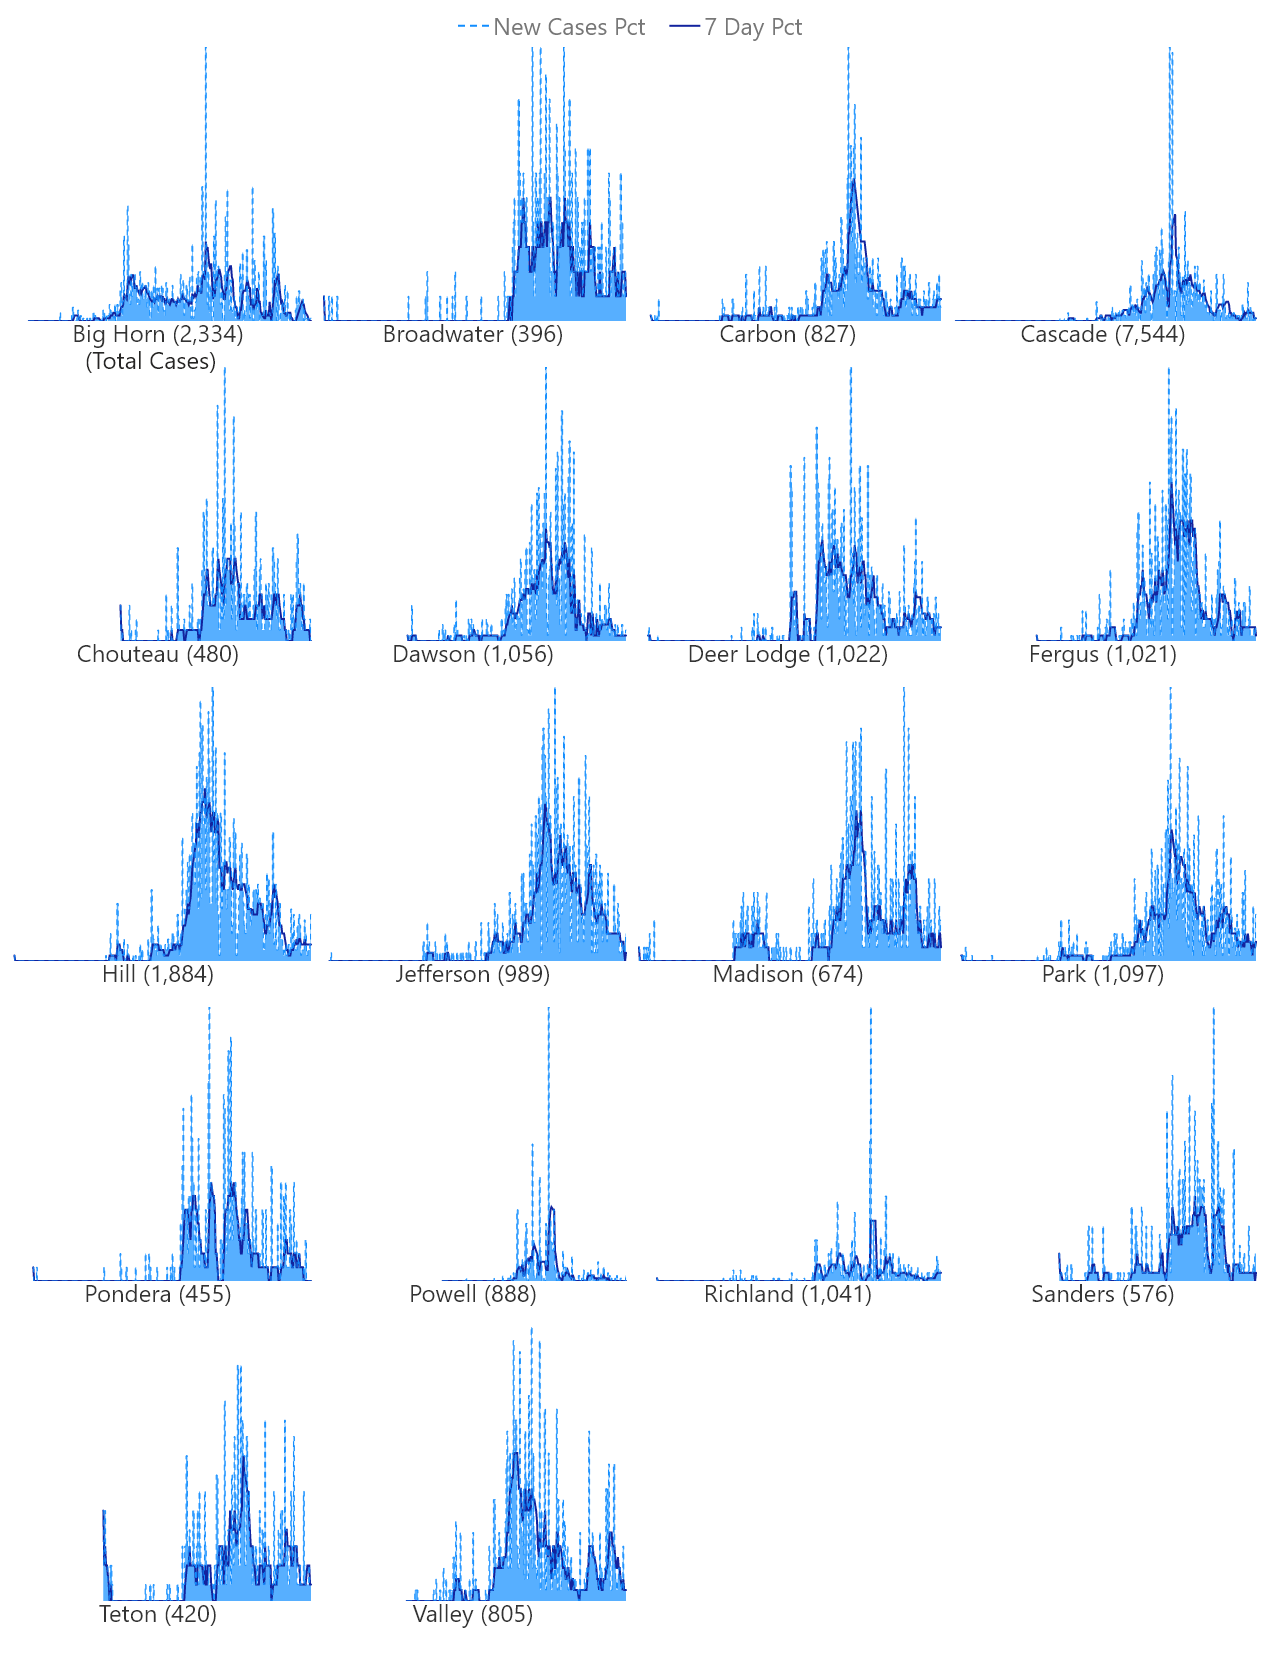 New Cases Pct 7 Day Pct
Big Horn (2,334) Broadwater (396) Carbon (827) Cascade (7,544)
(Total Cases)
Chouteau (480) Dawson (1,056) Deer Lodge (1,022) Fergus (1,021)
Hill (1,884) Jefferson (989) Madison (674) Park (1,097)
Pondera (455) Powell (888) Richland (1,041) Sanders (576)
Teton (420) Valley (805)